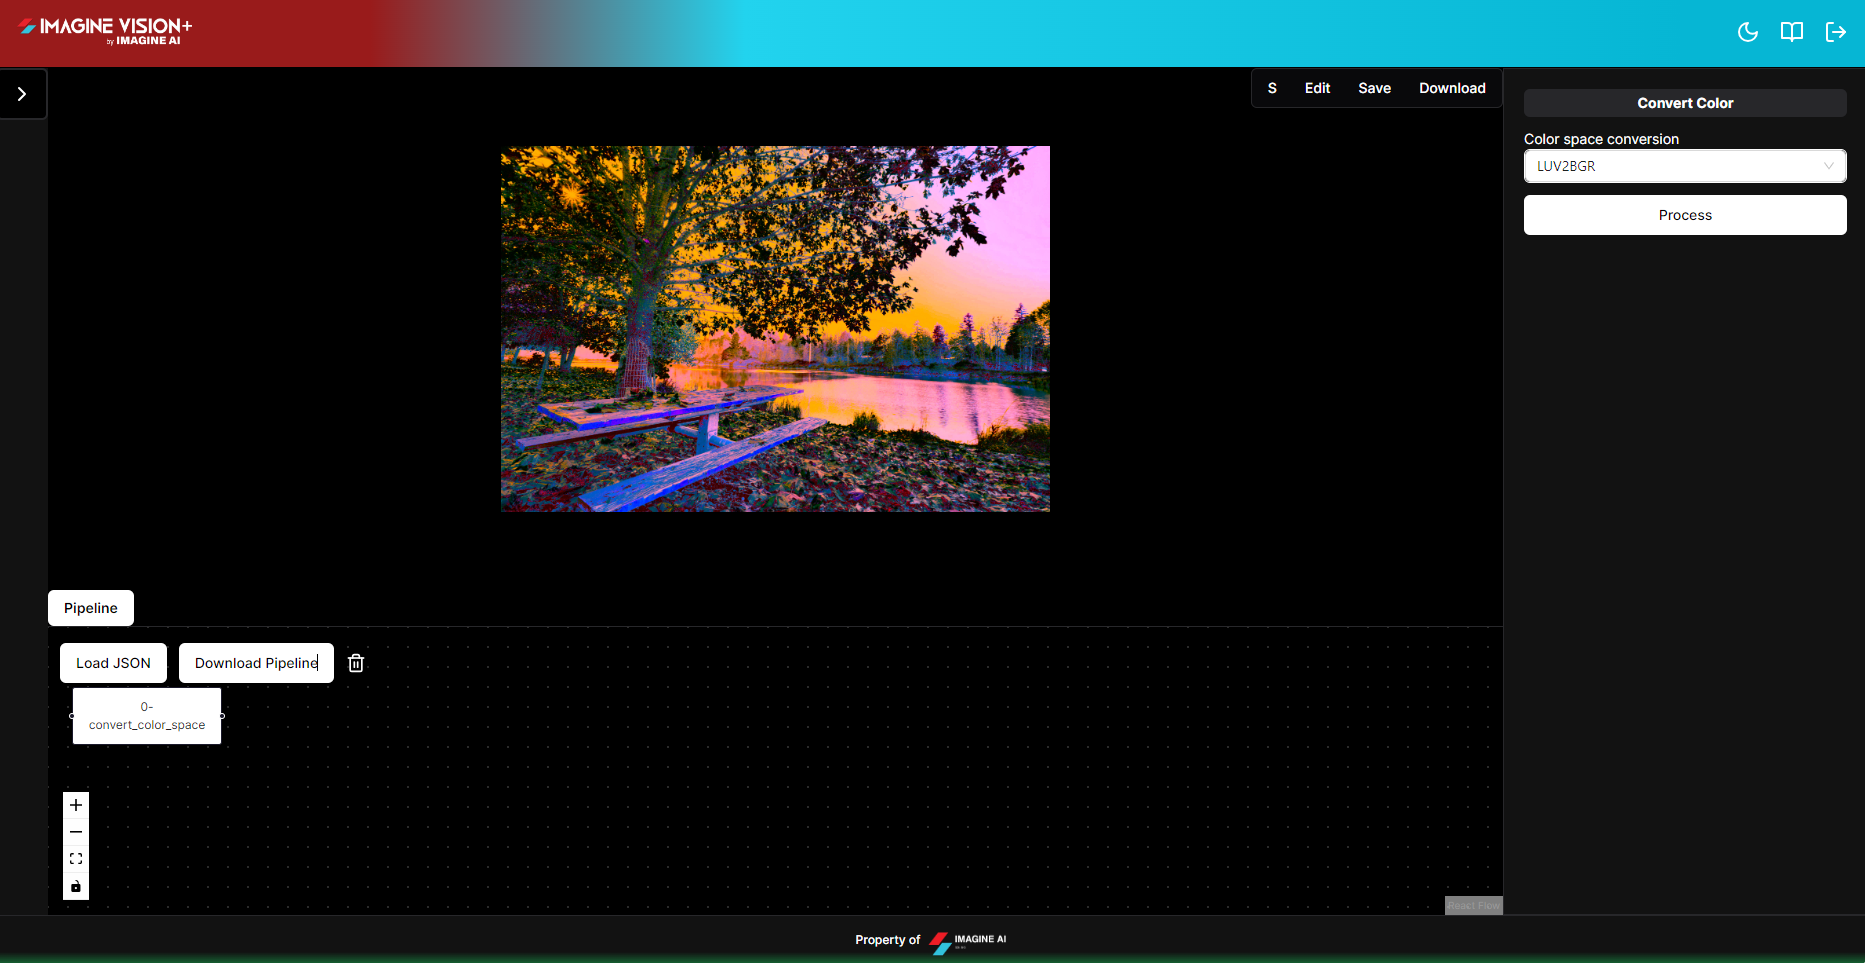 IMAGINE VISION+
by IMAGINE AI
S Edit Save Download
Convert Color
Color space conversion
LUV2BGR
Process
Pipeline
Load JSON Download Pipeline
0-
convert_color_space
React Flow
Property of IMAGINE AI